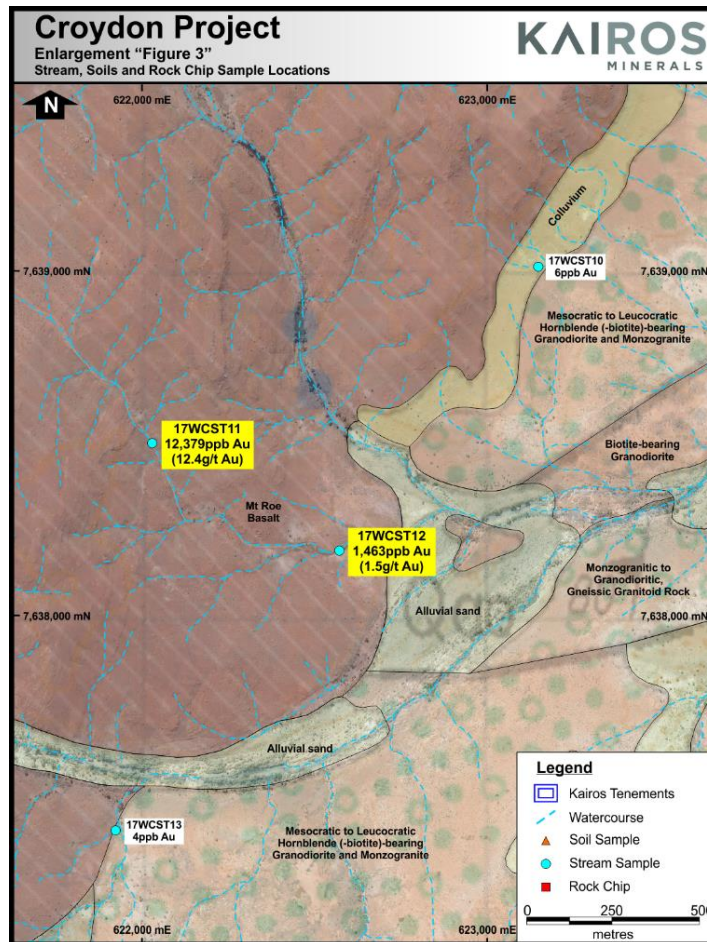 Croydon Project
Enlargement “Figure 3”
Stream, Soils and Rock Chip Sample Locations
KAIROS
MINERALS
N
622,000 mE
623,000 mE
Colluvium
7,639,000 mN
17WCST10
6ppb Au
7,639,000 mN
Mesocratic to Leucocratic
Hornblende (-biotite)-bearing
Granodiorite and Monzogranite
17WCST11
12,379ppb Au
(12.4g/t Au)
Biotite-bearing
Granodiorite
Mt Roe
Basalt
17WCST12
1,463ppb Au
(1.5g/t Au)
Monzogranitic to
Granodioritic,
Gneissic Granitoid Rock
Alluvial sand
7,638,000 mN
7,638,000 mN
Alluvial sand
17WCST13
4ppb Au
Mesocratic to Leucocratic
Hornblende (-biotite)-bearing
Granodiorite and Monzogranite
Legend
Kairos Tenements
Watercourse
Soil Sample
Stream Sample
Rock Chip
0 250 500
metres
622,000 mE
623,000 mE